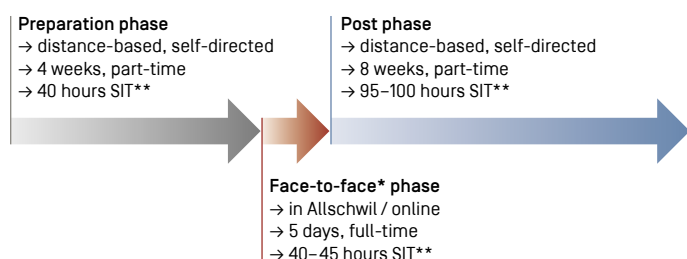 Preparation phase
→ distance-based, self-directed
→ 4 weeks, part-time
→ 40 hours SIT**
Post phase
→ distance-based, self-directed
→ 8 weeks, part-time
→ 95–100 hours SIT**
Face-to-face* phase
→ in Allschwil / online
→ 5 days, full-time
→ 40–45 hours SIT**